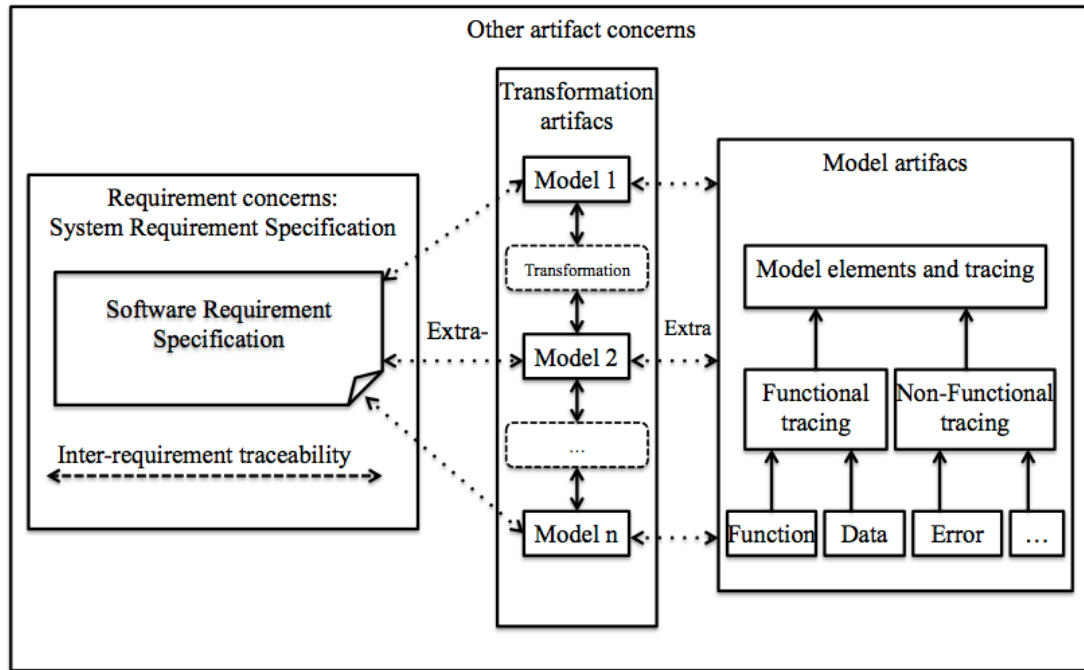 Other artifact concerns
Requirement concerns:
System Requirement Specification
Software Requirement
Specification
Inter-requirement traceability
Extra-
Transformation
artifacs
Model 1
Transformation
Model 2
...
Model n
Extra
Model artifacs
Model elements and tracing
Functional
tracing
Non-Functional
tracing
Function
Data
Error
...